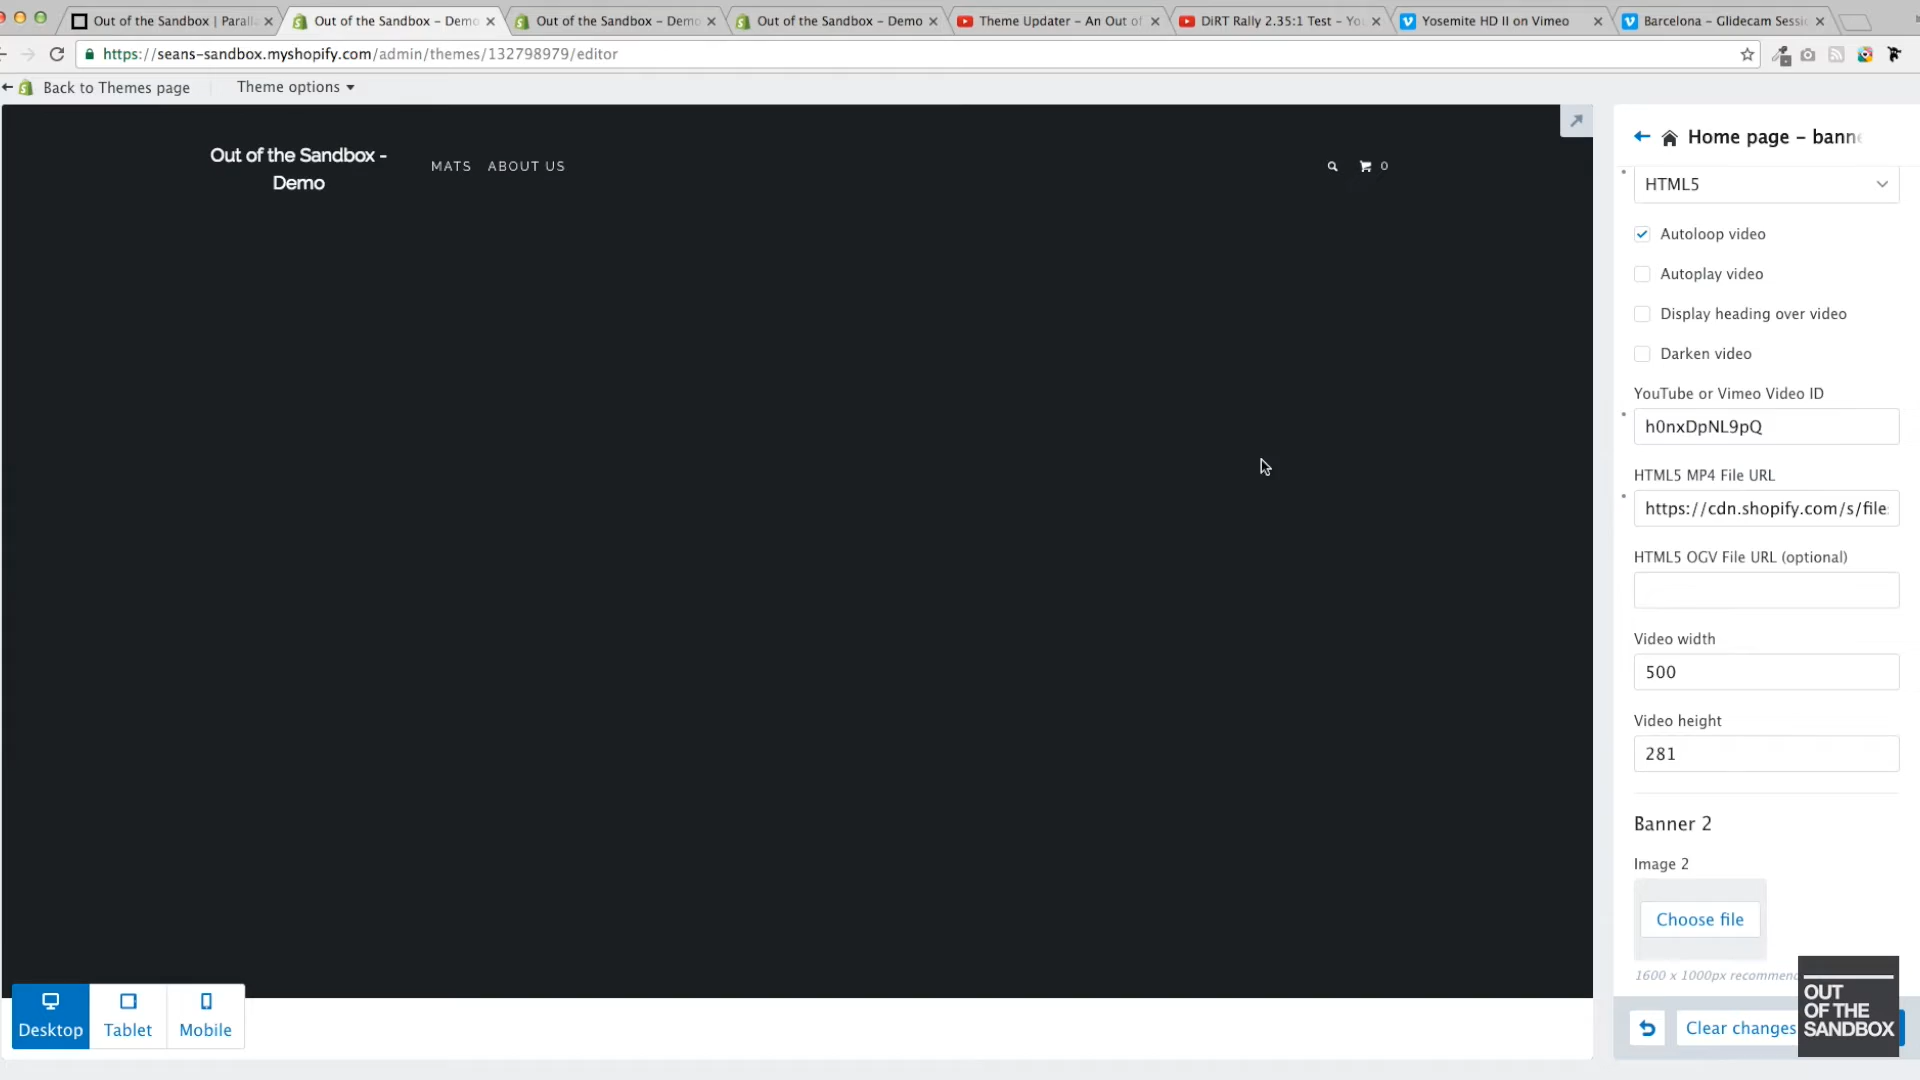 Out of the Sandbox | Paralla
Out of the Sandbox - Demo
Out of the Sandbox - Demo
Out of the Sandbox - Demo
Theme Updater – An Out of
DiRT Rally 2.35:1 Test - You
Yosemite HD II on Vimeo
Barcelona - Glidecam Sessi
https://seans-sandbox.myshopify.com/admin/themes/132798979/editor
Back to Themes page
Theme options
Out of the Sandbox -
Demo
MATS
ABOUT US
0
Home page - banne
HTML5
Autoloop video
Autoplay video
Display heading over video
Darken video
YouTube or Vimeo Video ID
h0nxDpNL9pQ
HTML5 MP4 File URL
https://cdn.shopify.com/s/file
HTML5 OGV File URL (optional)
Video width
500
Video height
281
Banner 2
Image 2
Choose file
1600 x 1000px recommen
Clear changes
Desktop
Tablet
Mobile
OUT
OF THE
SANDBOX